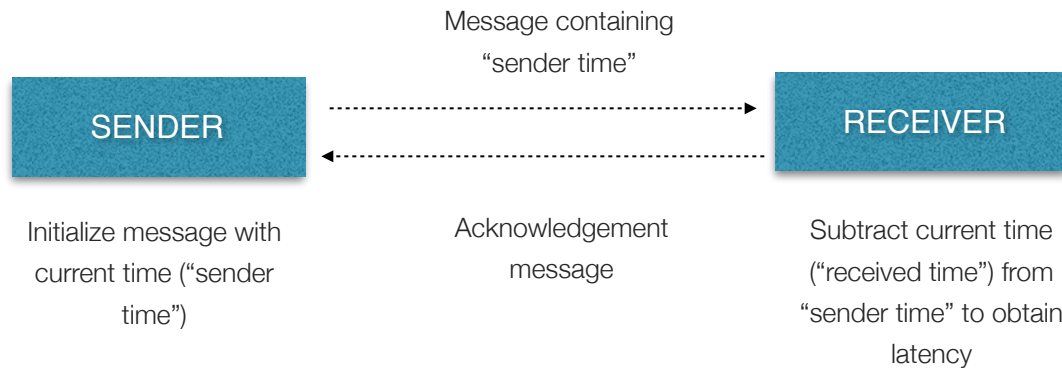 Message containing
“sender time”
SENDER
RECEIVER
Initialize message with
current time (“sender
time”)
Acknowledgement
message
Subtract current time
(“received time”) from
“sender time” to obtain
latency